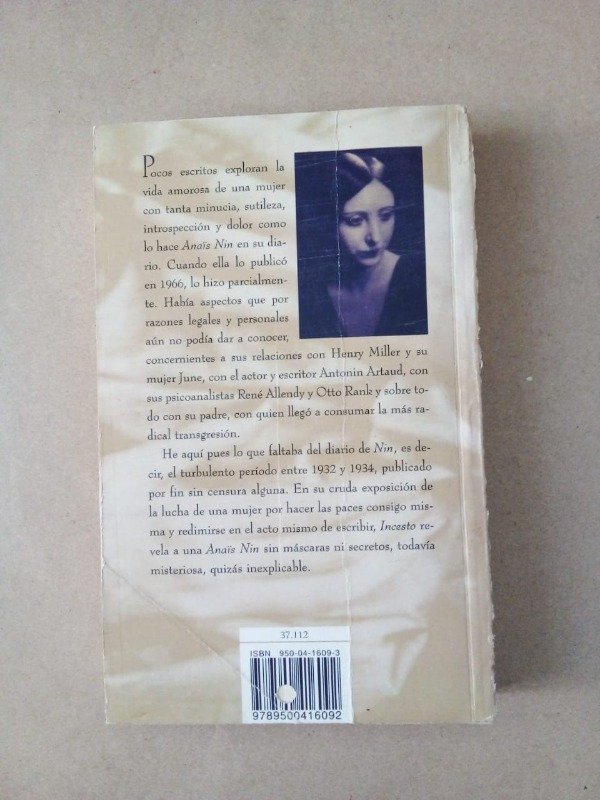 Pocos escritos exploran la
vida amorosa de una mujer
con tanta minucia, sutileza,
introspección y dolor como
lo hace Anaïs Nin en su dia-
rio. Cuando ella lo publicó
en 1966, lo hizo parcialmen-
te. Había aspectos que por
razones legales y personales
aún no podía dar a conocer,
concernientes a sus relaciones con Henry Miller y su
mujer June, con el actor y escritor Antonin Artaud, con
sus psicoanalistas René Allendy y Otto Rank y sobre to-
do con su padre, con quien llegó a consumar la más ra-
dical transgresión.
He aquí pues lo que faltaba del diario de Nin, es de-
cir, el turbulento período entre 1932 y 1934, publicado
por fin sin censura alguna. En su cruda exposición de
la lucha de una mujer por hacer las paces consigo mis-
ma y redimirse en el acto mismo de escribir, Incesto re-
vela a una Anaïs Nin sin máscaras ni secretos, todavía
misteriosa, quizás inexplicable.
37.112
ISBN 950-04-1609-3
9789500416092